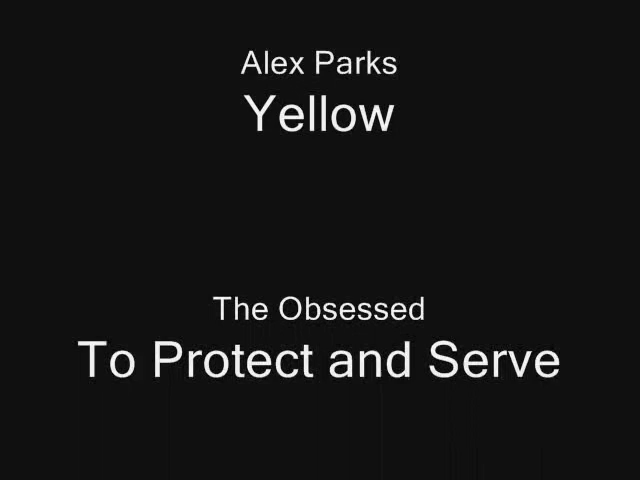 Alex Parks
Yellow
The Obsessed
To Protect and Serve